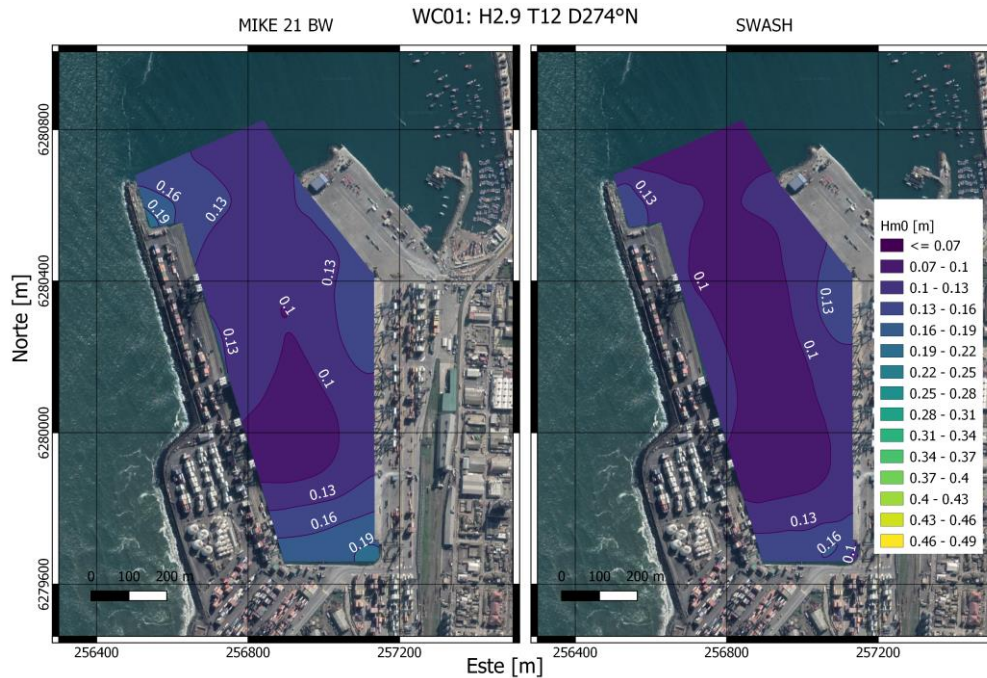 WC01: H2.9 T12 D274°N
MIKE 21 BW
SWASH
Norte [m]
6280800
6280400
6280000
6279600
0.16
0.19
0.13
0.13
0.13
0.1
0.1
0.13
0.16
0.19
0 100 200 m
256400 256800 257200
0.13
0.13
0.1
0.1
0.13
0.16
0.1
0 100 200 m
256400 256800 257200
Este [m]
Hm0 [m]
<= 0.07
0.07 - 0.1
0.1 - 0.13
0.13 - 0.16
0.16 - 0.19
0.19 - 0.22
0.22 - 0.25
0.25 - 0.28
0.28 - 0.31
0.31 - 0.34
0.34 - 0.37
0.37 - 0.4
0.4 - 0.43
0.43 - 0.46
0.46 - 0.49